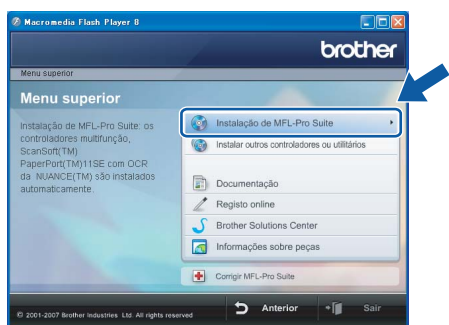 Macromedia Flash Player 8
brother
Menu superior
Menu superior
Instalação de MFL-Pro Suite: os
controladores multifunção,
ScanSoft(TM)
PaperPort(TM)11SE com OCR
da NUANCE(TM) são instalados
automaticamente.
Instalação de MFL-Pro Suite
Instalar outros controladores ou utilitários
Documentação
Registo online
Brother Solutions Center
Informações sobre peças
Corrigir MFL-Pro Suite
© 2001-2007 Brother Industries Ltd. All rights reserved
Anterior
Sair